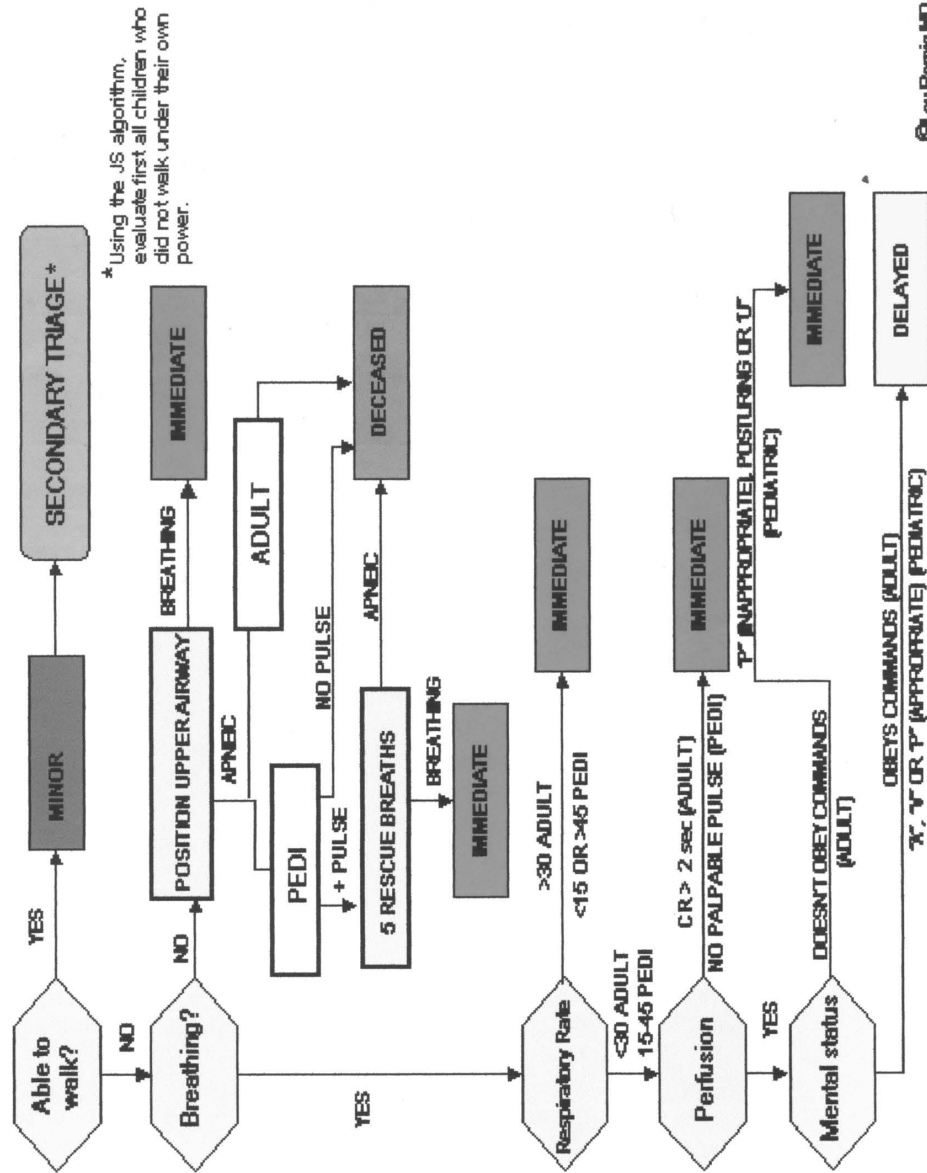 Able to
walk?
YES
MINOR
SECONDARY TRIAGE*
*Using the JS algorithm,
evaluate first all children who
did not walk under their own
power.
NO
Breathing?
NO
POSITION UPPER AIRWAY
BREATHING
IMMEDIATE
APNEIC
ADULT
PEDI
NO PULSE
DECEASED
+ PULSE
5 RESCUE BREATHS
APNEIC
BREATHING
IMMEDIATE
YES
Respiratory Rate
>30 ADULT
<15 OR >45 PEDI
IMMEDIATE
<30 ADULT
15-45 PEDI
Perfusion
CR > 2 sec (ADULT)
NO PALPABLE PULSE (PEDI)
IMMEDIATE
YES
Mental status
DOESN'T OBEY COMMANDS
(ADULT)
"P" (INAPPROPRIATE), POSTURING OR "U"
(PEDIATRIC)
IMMEDIATE
OBEYS COMMANDS (ADULT)
"A", "V" OR "P" (APPROPRIATE) (PEDIATRIC)
DELAYED